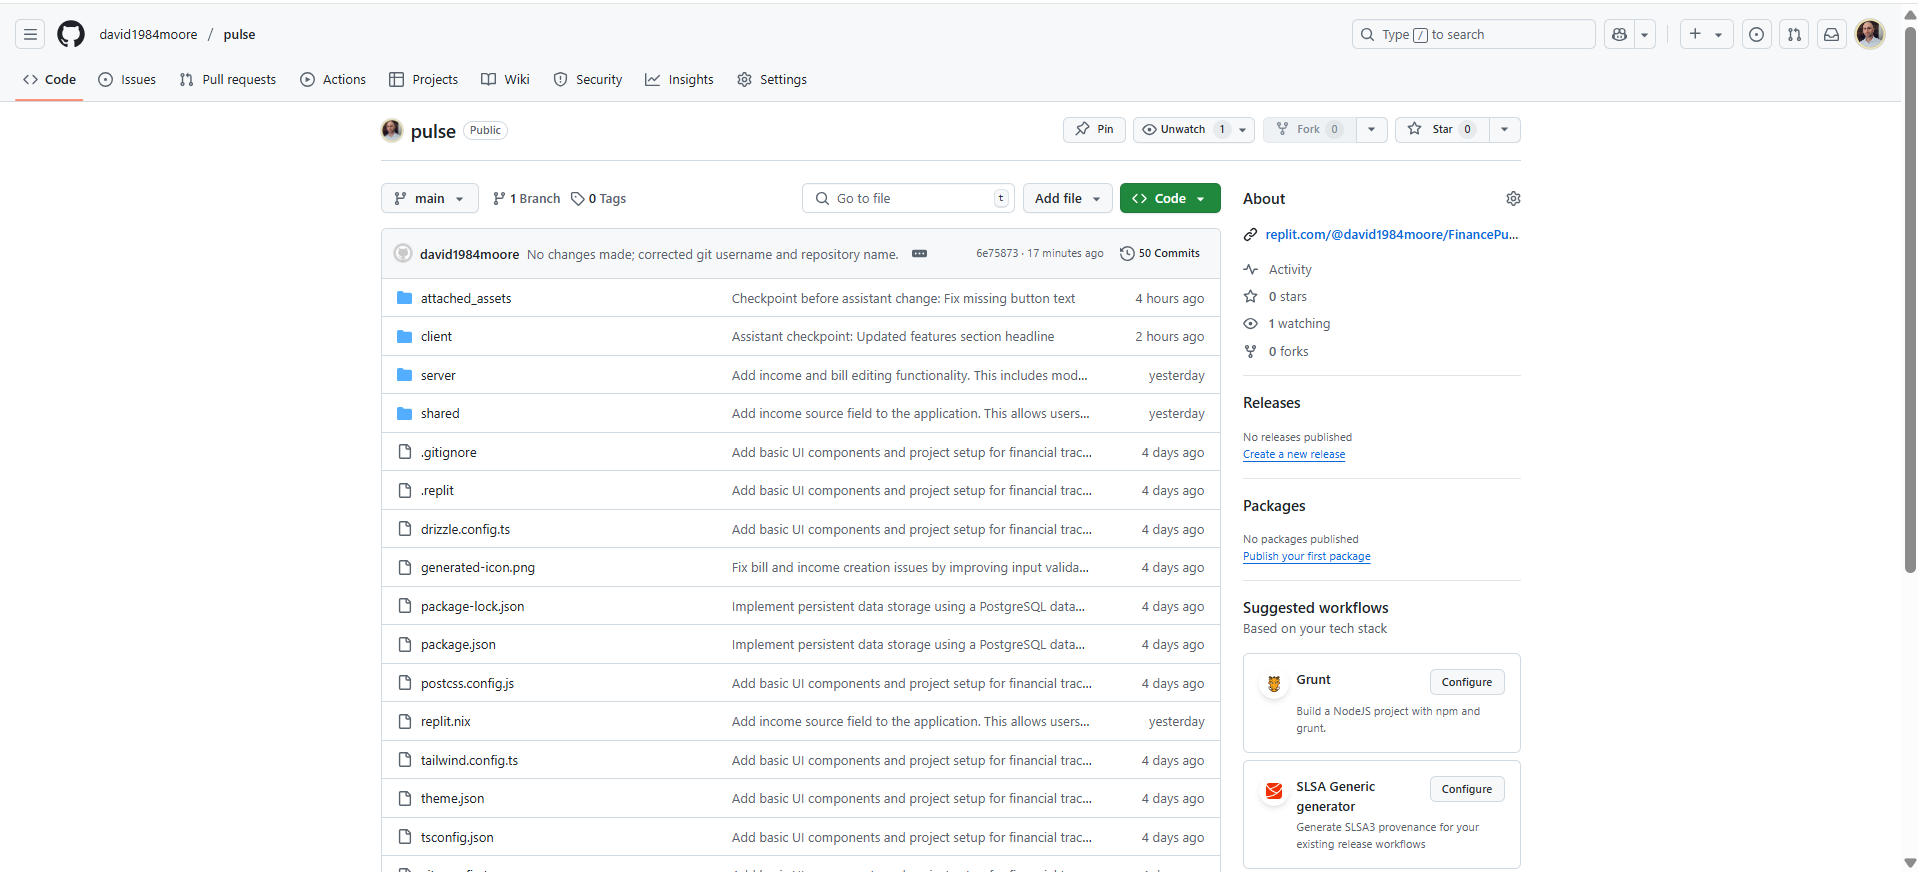 david1984moore / pulse
Type / to search
Code Issues Pull requests Actions Projects Wiki Security Insights Settings
pulse Public
Pin Unwatch 1 Fork 0 Star 0
main 1 Branch 0 Tags Go to file t Add file Code
david1984moore No changes made; corrected git username and repository name. 6e75873 · 17 minutes ago 50 Commits
attached_assets Checkpoint before assistant change: Fix missing button text 4 hours ago
client Assistant checkpoint: Updated features section headline 2 hours ago
server Add income and bill editing functionality. This includes mod... yesterday
shared Add income source field to the application. This allows users... yesterday
.gitignore Add basic UI components and project setup for financial trac... 4 days ago
.replit Add basic UI components and project setup for financial trac... 4 days ago
drizzle.config.ts Add basic UI components and project setup for financial trac... 4 days ago
generated-icon.png Fix bill and income creation issues by improving input valida... 4 days ago
package-lock.json Implement persistent data storage using a PostgreSQL data... 4 days ago
package.json Implement persistent data storage using a PostgreSQL data... 4 days ago
postcss.config.js Add basic UI components and project setup for financial trac... 4 days ago
replit.nix Add income source field to the application. This allows users... yesterday
tailwind.config.ts Add basic UI components and project setup for financial trac... 4 days ago
theme.json Add basic UI components and project setup for financial trac... 4 days ago
tsconfig.json Add basic UI components and project setup for financial trac... 4 days ago
About
replit.com/@david1984moore/FinancePu...
Activity
0 stars
1 watching
0 forks
Releases
No releases published
Create a new release
Packages
No packages published
Publish your first package
Suggested workflows
Based on your tech stack
Grunt Configure
Build a NodeJS project with npm and
grunt.
SLSA Generic
generator
Configure
Generate SLSA3 provenance for your
existing release workflows